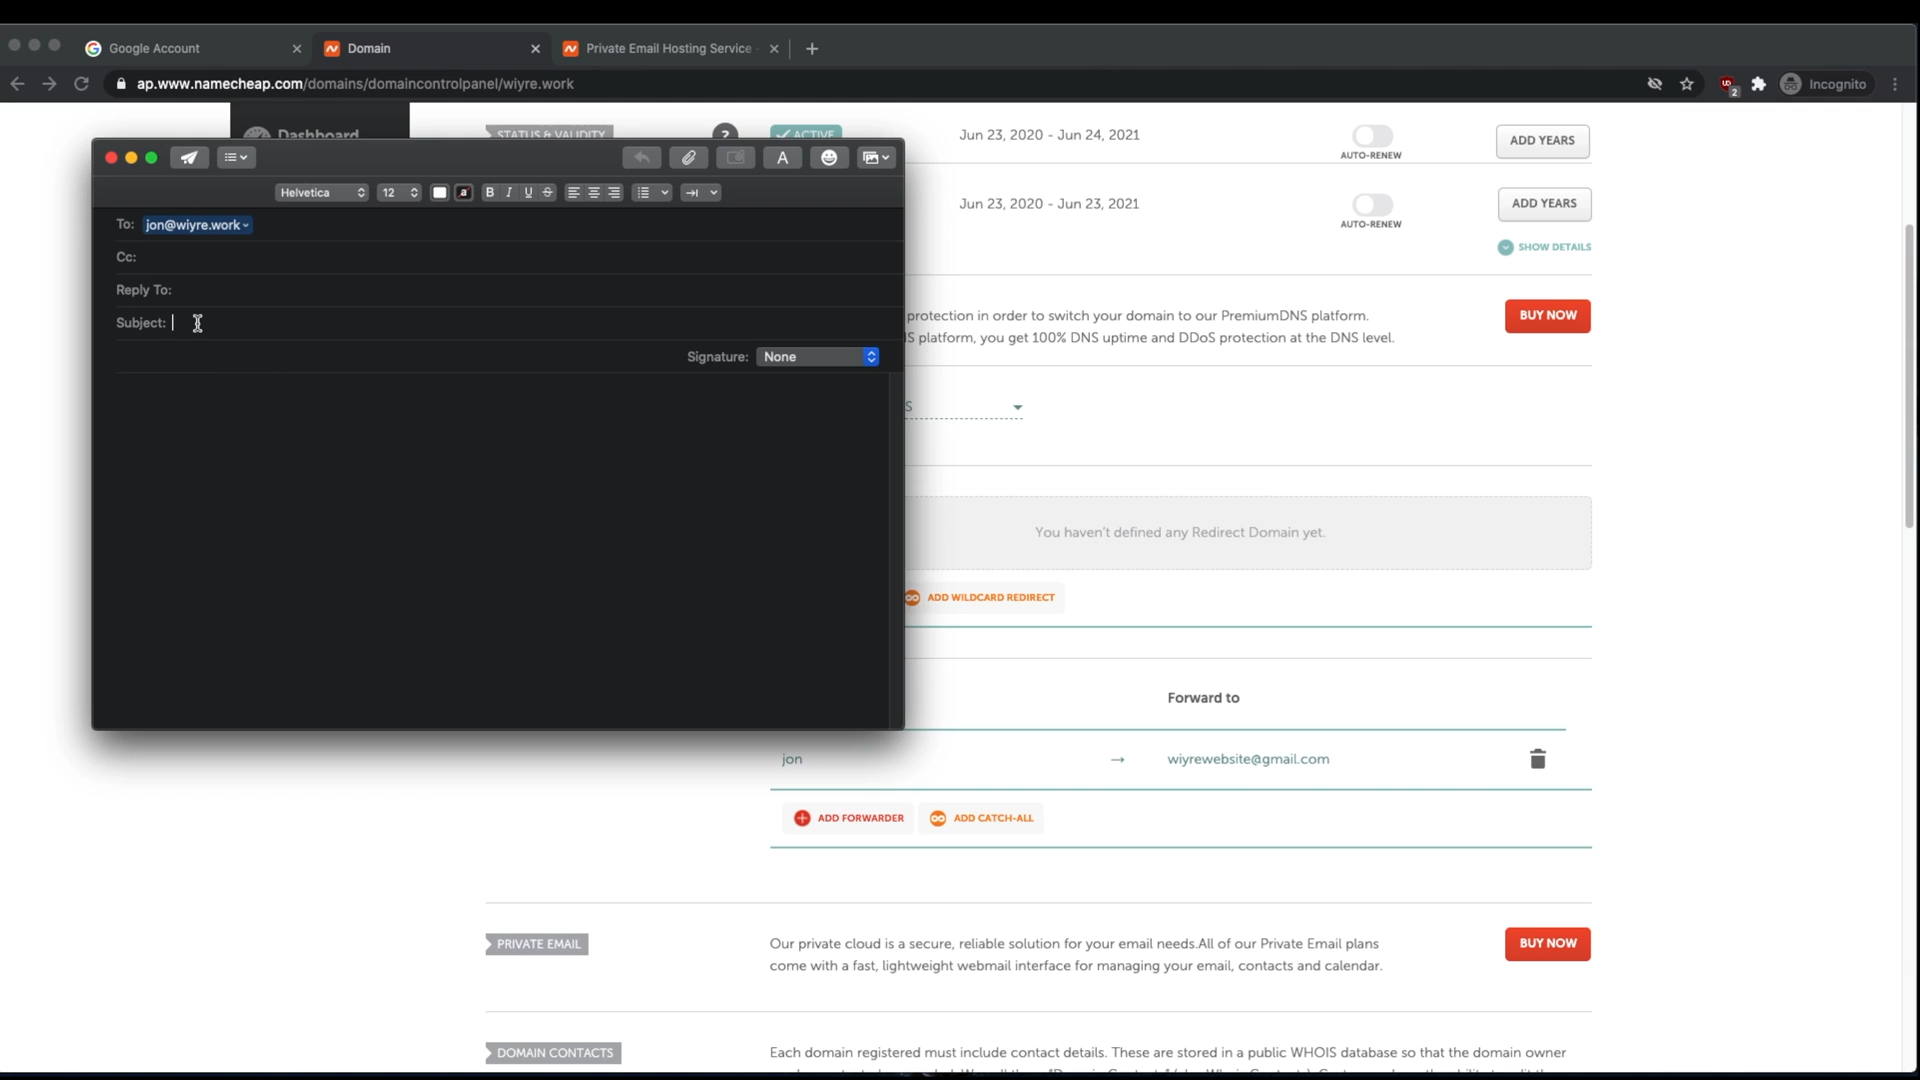 Google Account
Domain
Private Email Hosting Service -
ap.www.namecheap.com/domains/domaincontrolpanel/wiyre.work
2
Incognito
Dashboard
STATUS & VALIDITY
?
ACTIVE
Jun 23, 2020 - Jun 24, 2021
AUTO-RENEW
ADD YEARS
Helvetica
12
a
B I U S
A
To: jon@wiyre.work
Cc:
Reply To:
Subject:
Signature: None
Jun 23, 2020 - Jun 23, 2021
AUTO-RENEW
ADD YEARS
SHOW DETAILS
protection in order to switch your domain to our PremiumDNS platform.
platform, you get 100% DNS uptime and DDoS protection at the DNS level.
BUY NOW
S
You haven't defined any Redirect Domain yet.
ADD WILDCARD REDIRECT
Forward to
jon → wiyrewebsite@gmail.com
ADD FORWARDER
ADD CATCH-ALL
PRIVATE EMAIL
Our private cloud is a secure, reliable solution for your email needs.All of our Private Email plans
come with a fast, lightweight webmail interface for managing your email, contacts and calendar.
BUY NOW
DOMAIN CONTACTS
Each domain registered must include contact details. These are stored in a public WHOIS database so that the domain owner